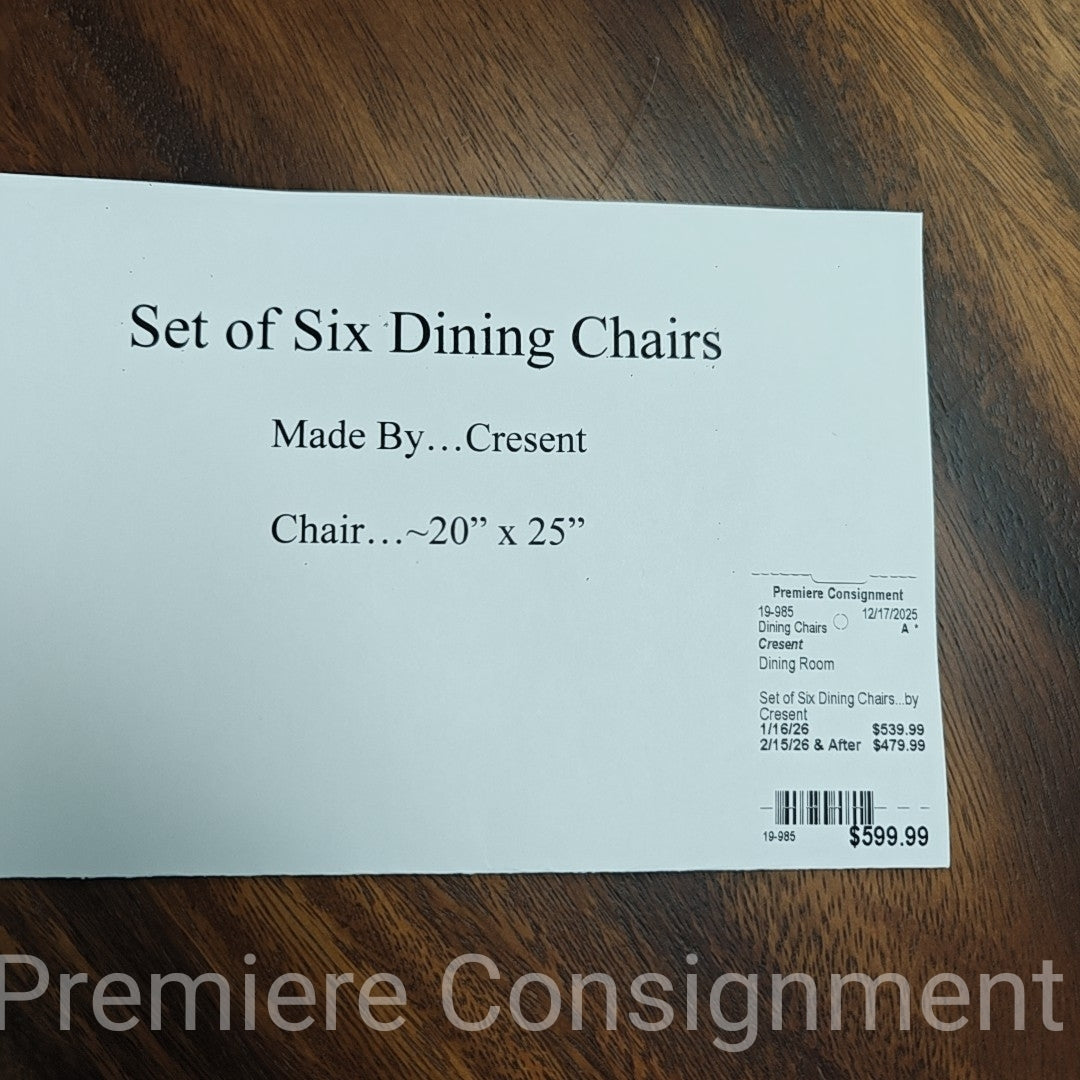 Set of Six Dining Chairs
Made By...Cresent
Chair...~20” x 25”
Premiere Consignment
19-985 12/17/2025
Dining Chairs A *
Cresent
Dining Room
Set of Six Dining Chairs...by
Cresent
1/16/26 $539.99
2/15/26 & After $479.99
19-985 $599.99
Premiere Consignment